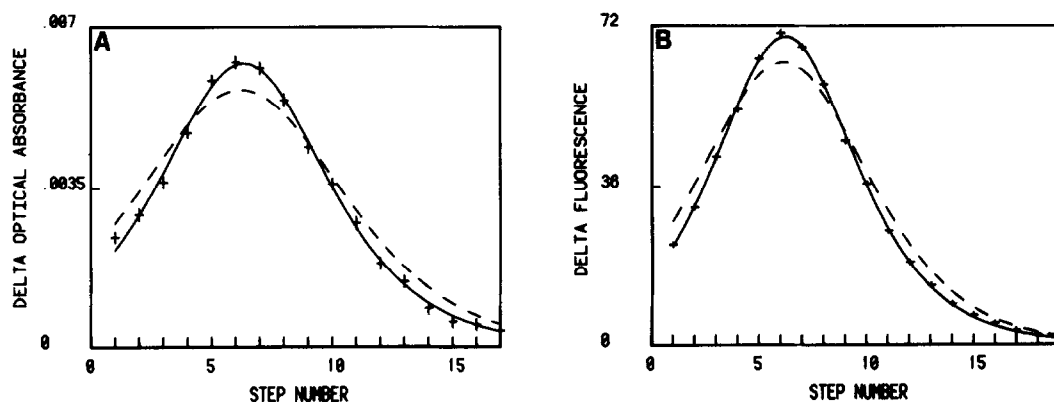 A
.007
.0035
0
DELTA OPTICAL ABSORBANCE
0 5 10 15
STEP NUMBER
B
72
36
0
DELTA FLUORESCENCE
0 5 10 15
STEP NUMBER